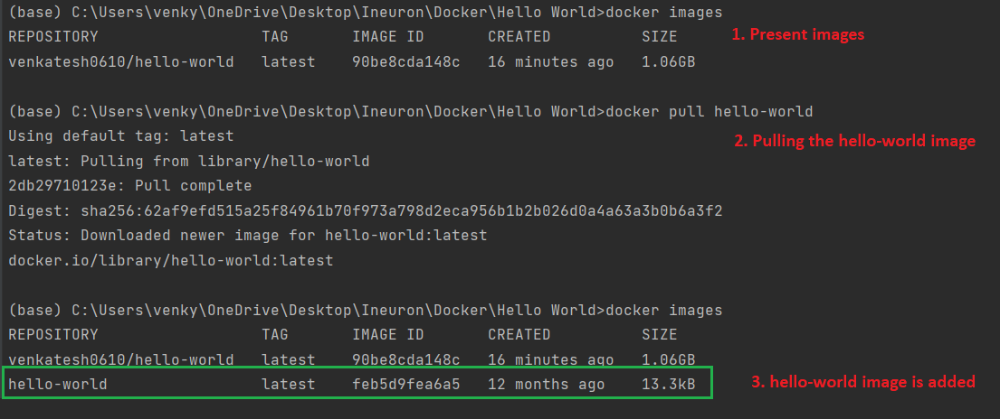 (base) C:\Users\venky\OneDrive\Desktop\Ineuron\Docker\Hello World>docker images
REPOSITORY TAG IMAGE ID CREATED SIZE
1. Present images
venkatesh0610/hello-world latest 90be8cda148c 16 minutes ago 1.06GB
(base) C:\Users\venky\OneDrive\Desktop\Ineuron\Docker\Hello World>docker pull hello-world
Using default tag: latest
2. Pulling the hello-world image
latest: Pulling from library/hello-world
2db29710123e: Pull complete
Digest: sha256:62af9efd515a25f84961b70f973a798d2eca956b1b2b026d0a4a63a3b0b6a3f2
Status: Downloaded newer image for hello-world:latest
docker.io/library/hello-world:latest
(base) C:\Users\venky\OneDrive\Desktop\Ineuron\Docker\Hello World>docker images
REPOSITORY TAG IMAGE ID CREATED SIZE
venkatesh0610/hello-world latest 90be8cda148c 16 minutes ago 1.06GB
hello-world latest feb5d9fea6a5 12 months ago 13.3kB
3. hello-world image is added